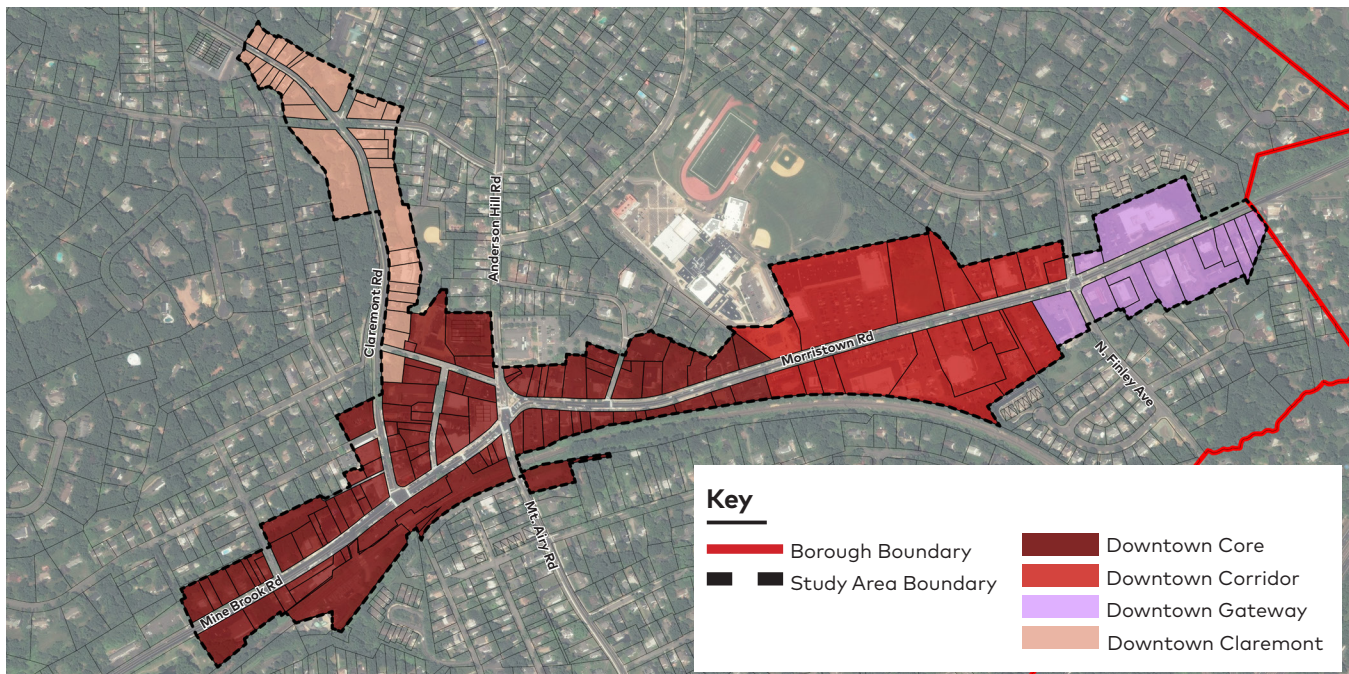 Anderson Hill Rd
Claremont Rd
Morristown Rd
N. Finley Ave
Mt. Airy Rd
Mine Brook Rd
Key
Borough Boundary
Study Area Boundary
Downtown Core
Downtown Corridor
Downtown Gateway
Downtown Claremont